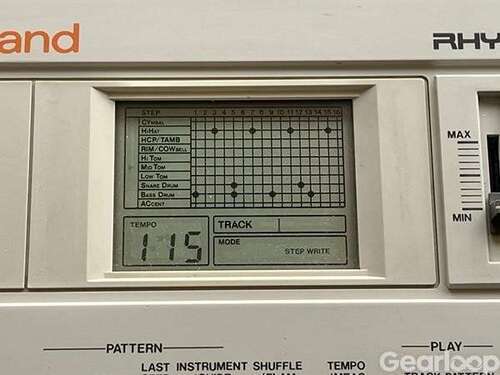 and
RHY
STEP 1 2 3 4 5 6 7 8 9 10 11 12 13 14 15 16
CYMBAL
HIHAT
HCP/TAMB
RIM/COWBELL
HI TOM
MID TOM
LOW TOM
SNARE DRUM
BASS DRUM
ACCENT
TEMPO
115
TRACK
MODE
STEP WRITE
MAX
MIN
PATTERN
PLAY
LAST INSTRUMENT SHUFFLE
TEMPO
Gearloop